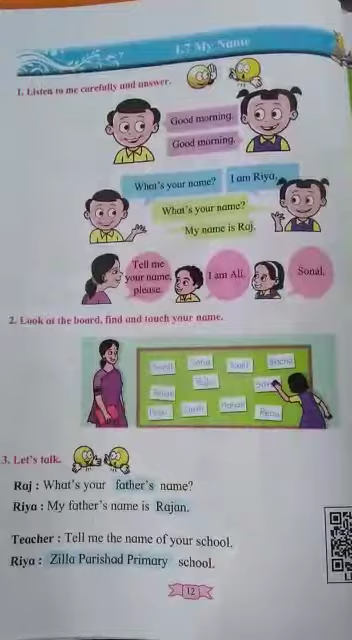 1.7 My Name
1. Listen to me carefully and answer.
Good morning.
Good morning.
What's your name?
I am Riya.
What's your name?
My name is Raj.
Tell me
your name,
please.
I am Ali.
Sonal.
2. Look at the board, find and touch your name.
3. Let's talk.
Raj : What's your father's name?
Riya : My father's name is Rajan.
Teacher : Tell me the name of your school.
Riya : Zilla Parishad Primary school.
12